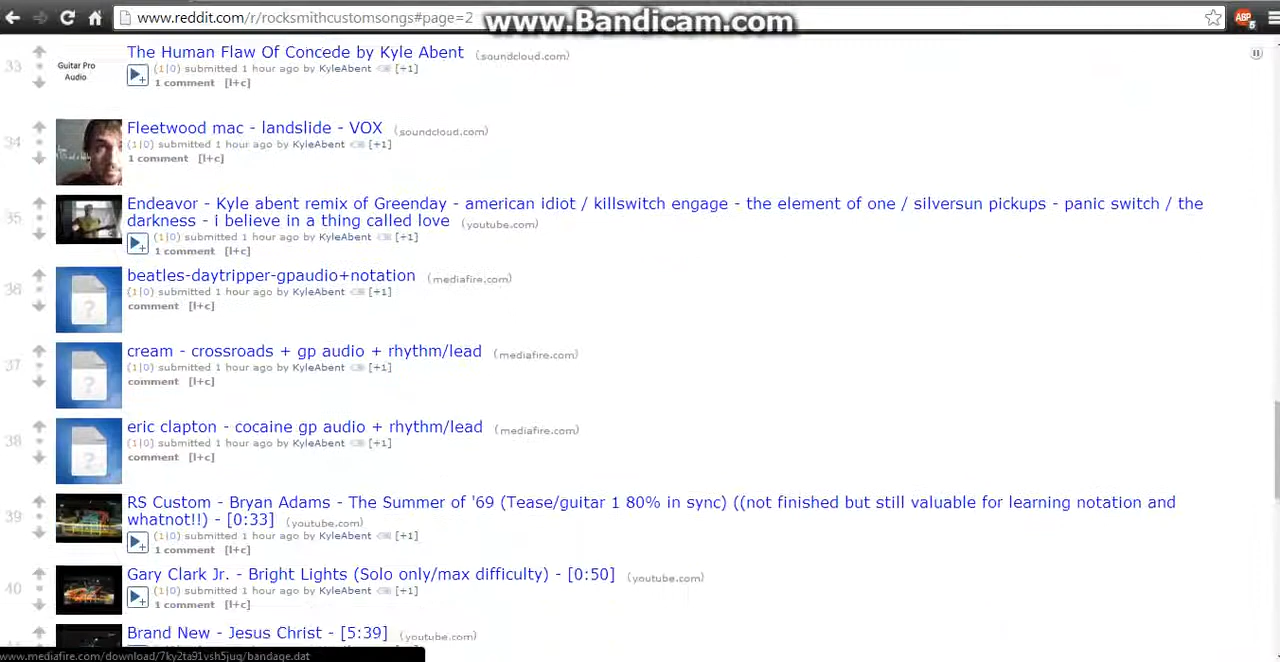 www.reddit.com/r/rocksmithcustomsongs#page=2
www.Bandicam.com
ABP
5
33
Guitar Pro
Audio
The Human Flaw Of Concede by Kyle Abent (soundcloud.com)
(1|0) submitted 1 hour ago by KyleAbent [+1]
1 comment [l+c]
34
Fleetwood mac - landslide - VOX (soundcloud.com)
(1|0) submitted 1 hour ago by KyleAbent [+1]
1 comment [l+c]
35
Endeavor - Kyle abent remix of Greenday - american idiot / killswitch engage - the element of one / silversun pickups - panic switch / the
darkness - i believe in a thing called love (youtube.com)
(1|0) submitted 1 hour ago by KyleAbent [+1]
1 comment [l+c]
36
beatles-daytripper-gpaudio+notation (mediafire.com)
(1|0) submitted 1 hour ago by KyleAbent [+1]
comment [l+c]
37
cream - crossroads + gp audio + rhythm/lead (mediafire.com)
(1|0) submitted 1 hour ago by KyleAbent [+1]
comment [l+c]
38
eric clapton - cocaine gp audio + rhythm/lead (mediafire.com)
(1|0) submitted 1 hour ago by KyleAbent [+1]
comment [l+c]
39
RS Custom - Bryan Adams - The Summer of '69 (Tease/guitar 1 80% in sync) ((not finished but still valuable for learning notation and
whatnot!!) - [0:33] (youtube.com)
(1|0) submitted 1 hour ago by KyleAbent [+1]
1 comment [l+c]
40
Gary Clark Jr. - Bright Lights (Solo only/max difficulty) - [0:50] (youtube.com)
(1|0) submitted 1 hour ago by KyleAbent [+1]
1 comment [l+c]
Brand New - Jesus Christ - [5:39] (youtube.com)
www.mediafire.com/download/7ky2ta91vsh5juq/bandage.dat